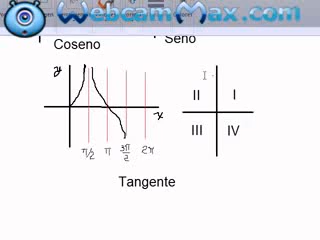 WebcamMax.com
Coseno
Seno
y
x
π/2 π 3π/2 2π
I
II I
III IV
Tangente